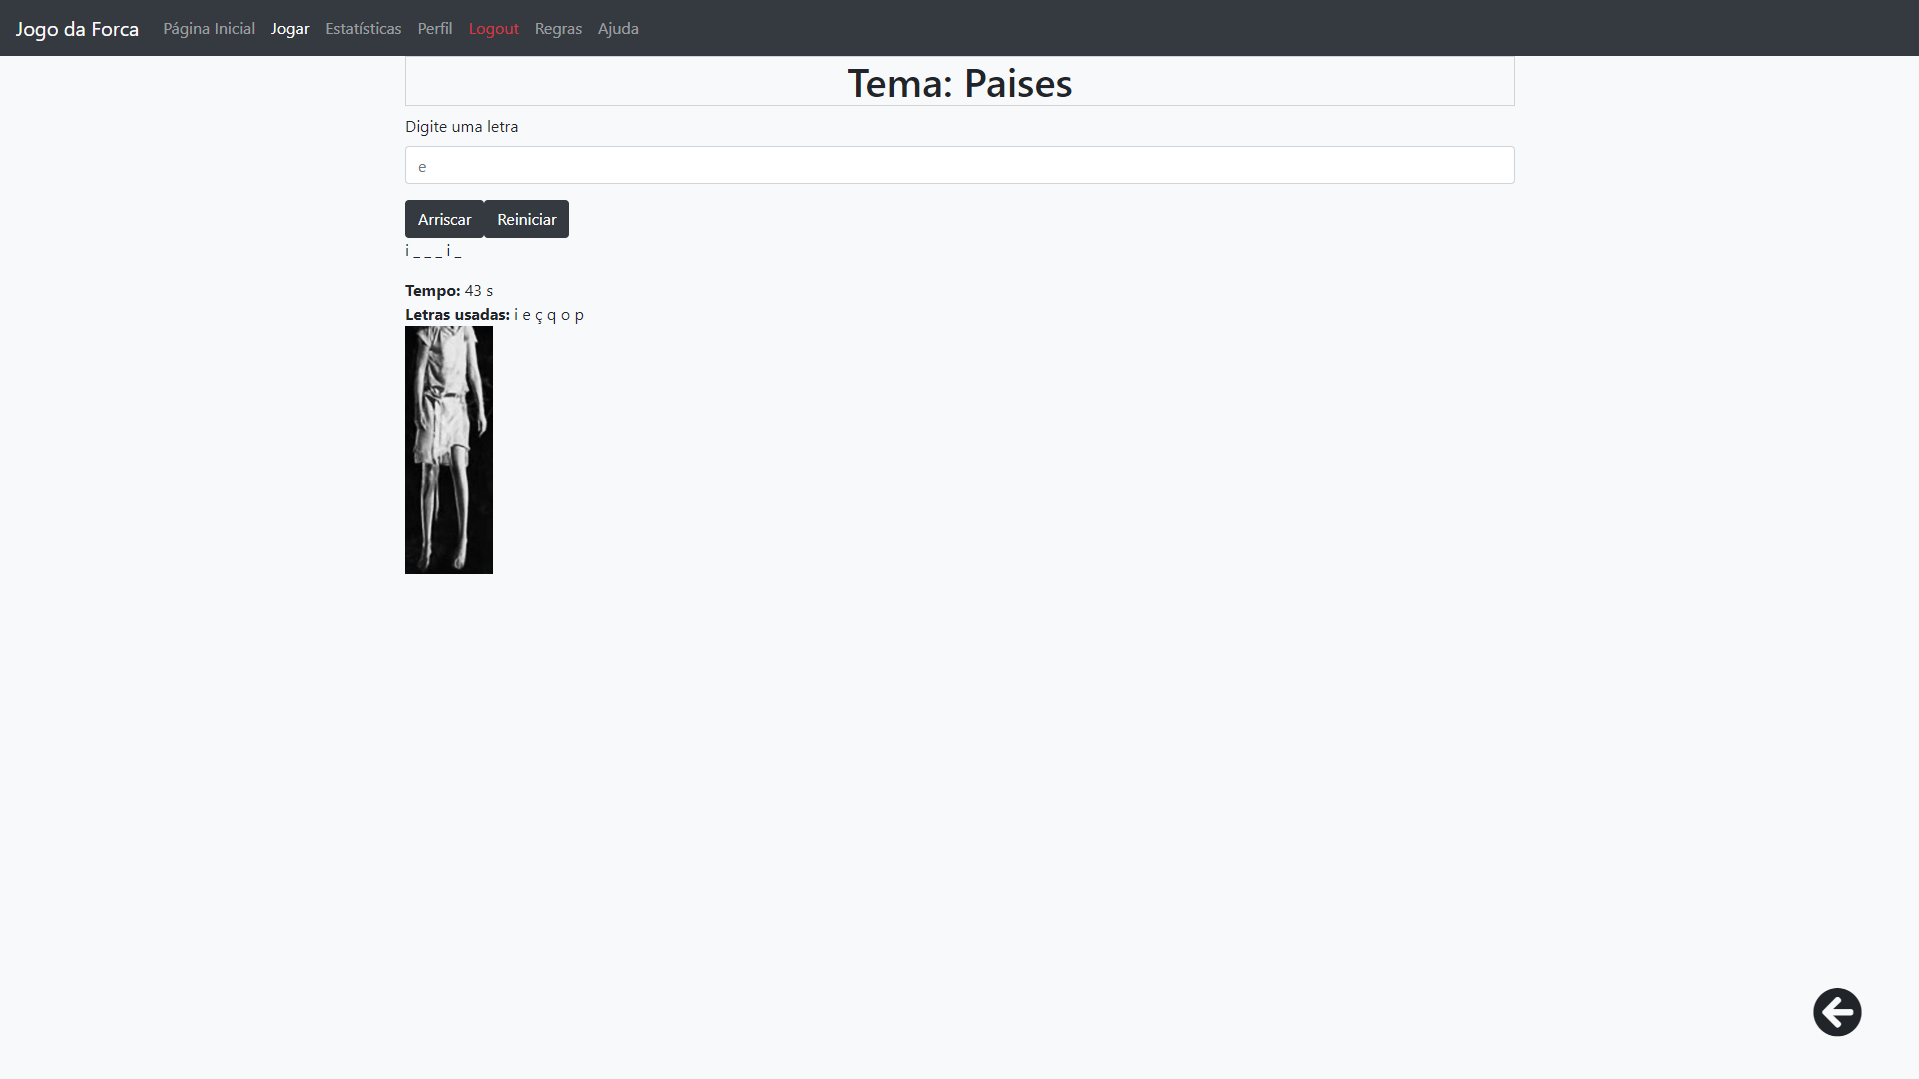 Jogo da Forca Página Inicial Jogar Estatísticas Perfil Logout Regras Ajuda
Tema: Paises
Digite uma letra
e
Arriscar Reiniciar
i _ _ _ i _
Tempo: 43 s
Letras usadas: i e ç q o p